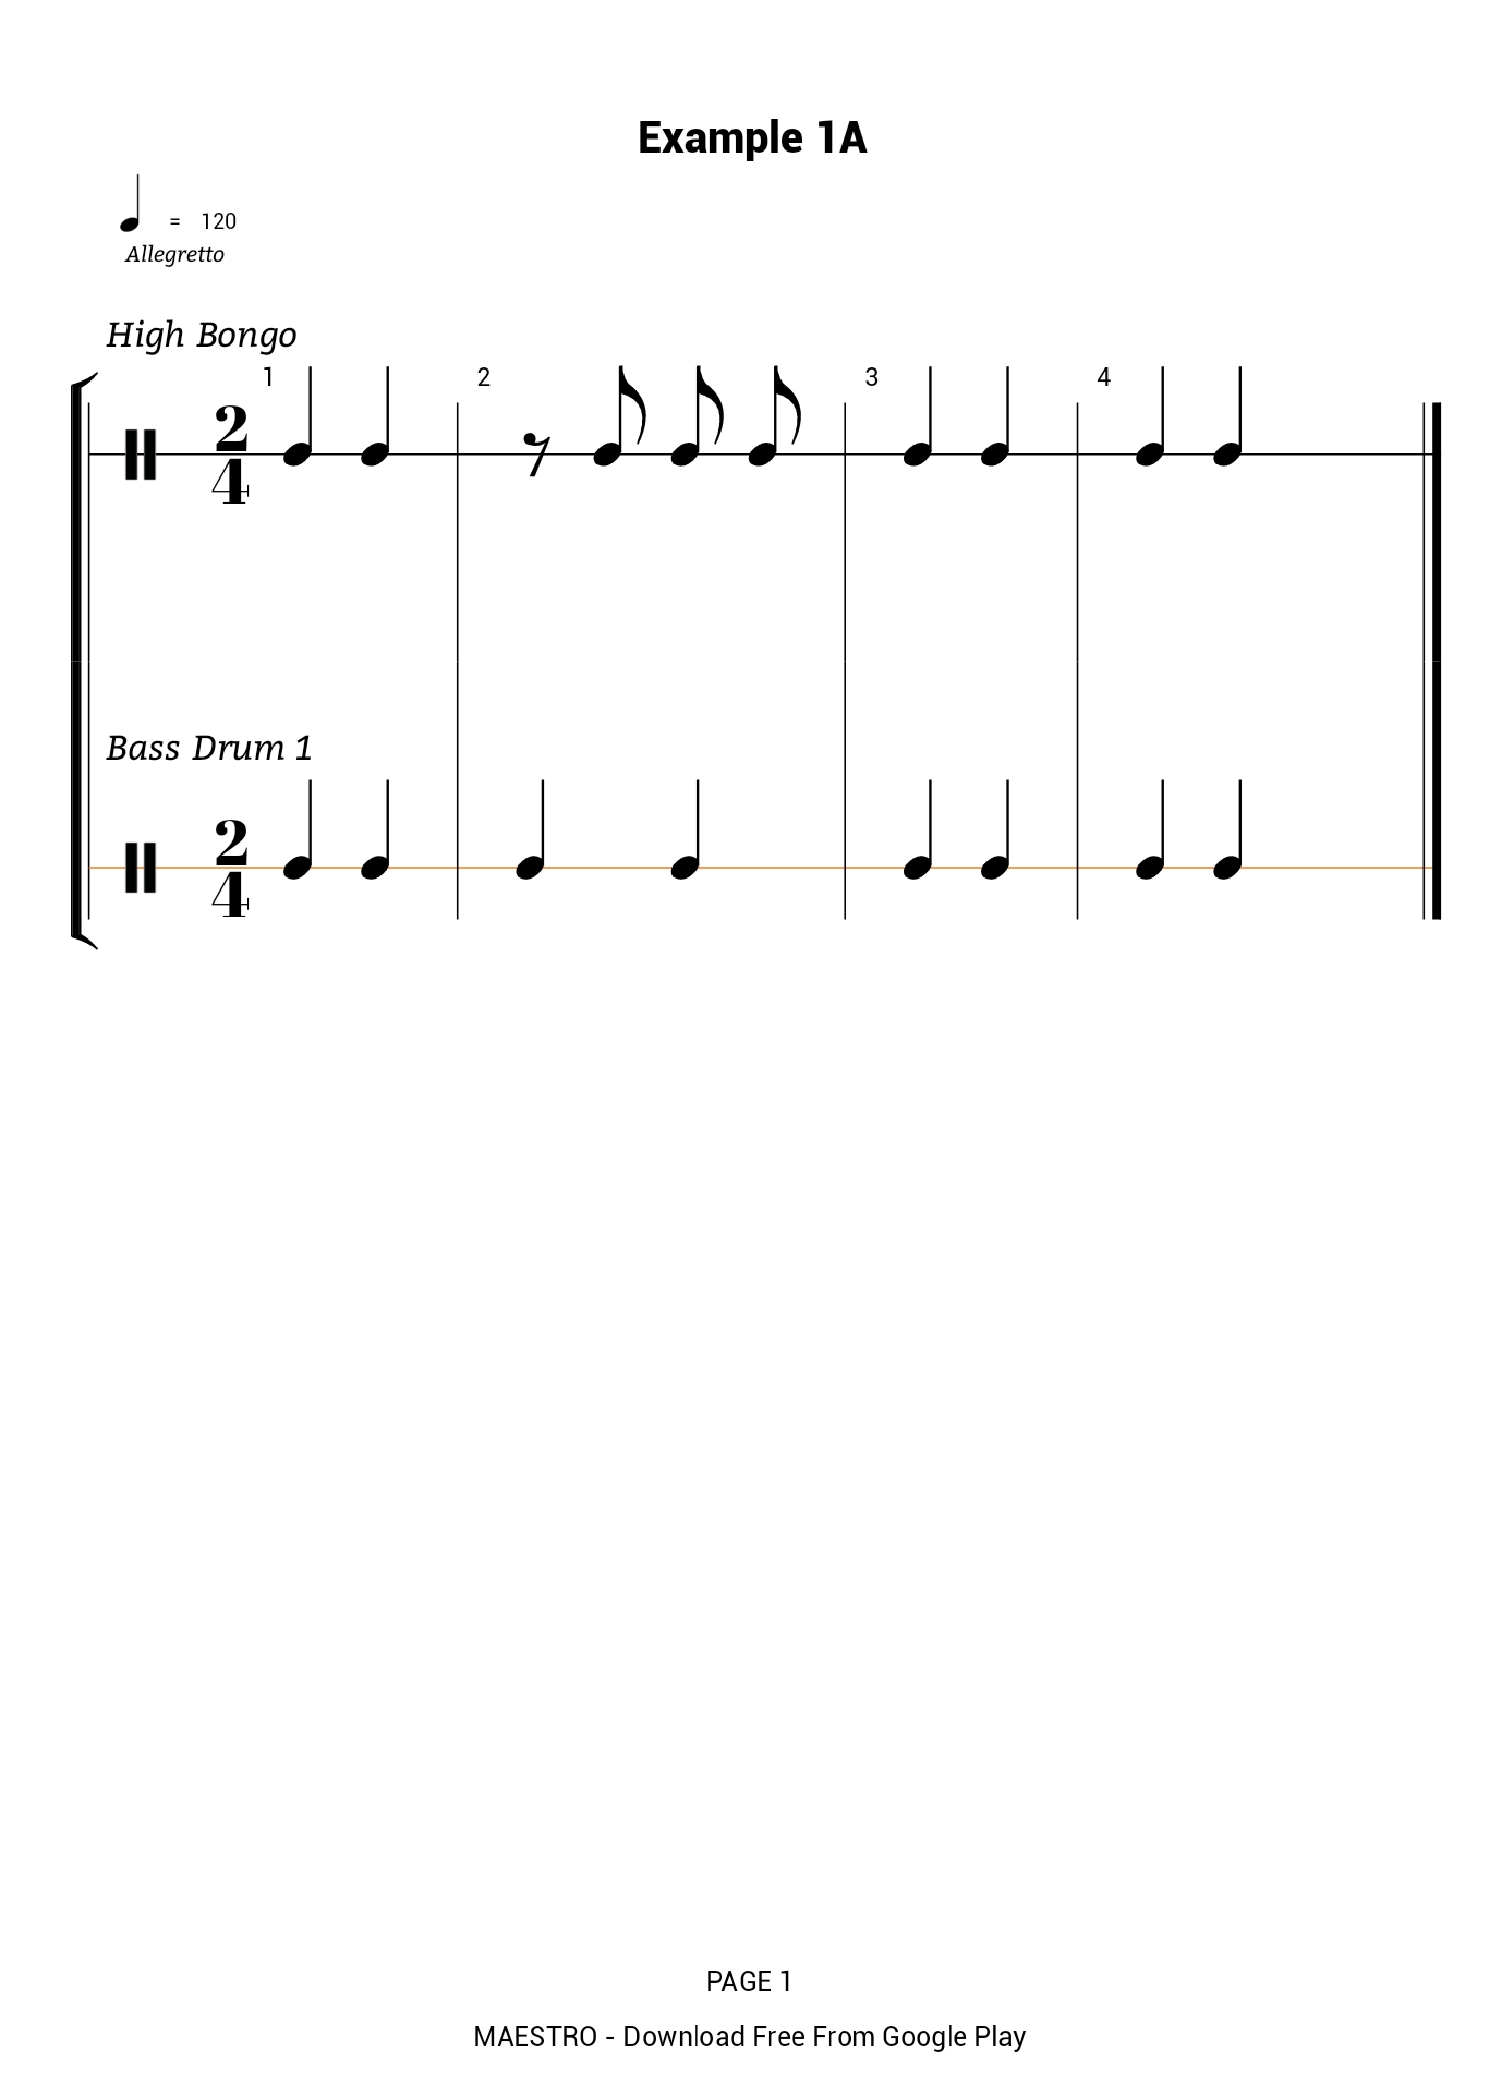 Example 1A
= 120
Allegretto
High Bongo
1 2 3 4
2
4
Bass Drum 1
2
4
PAGE 1
MAESTRO - Download Free From Google Play